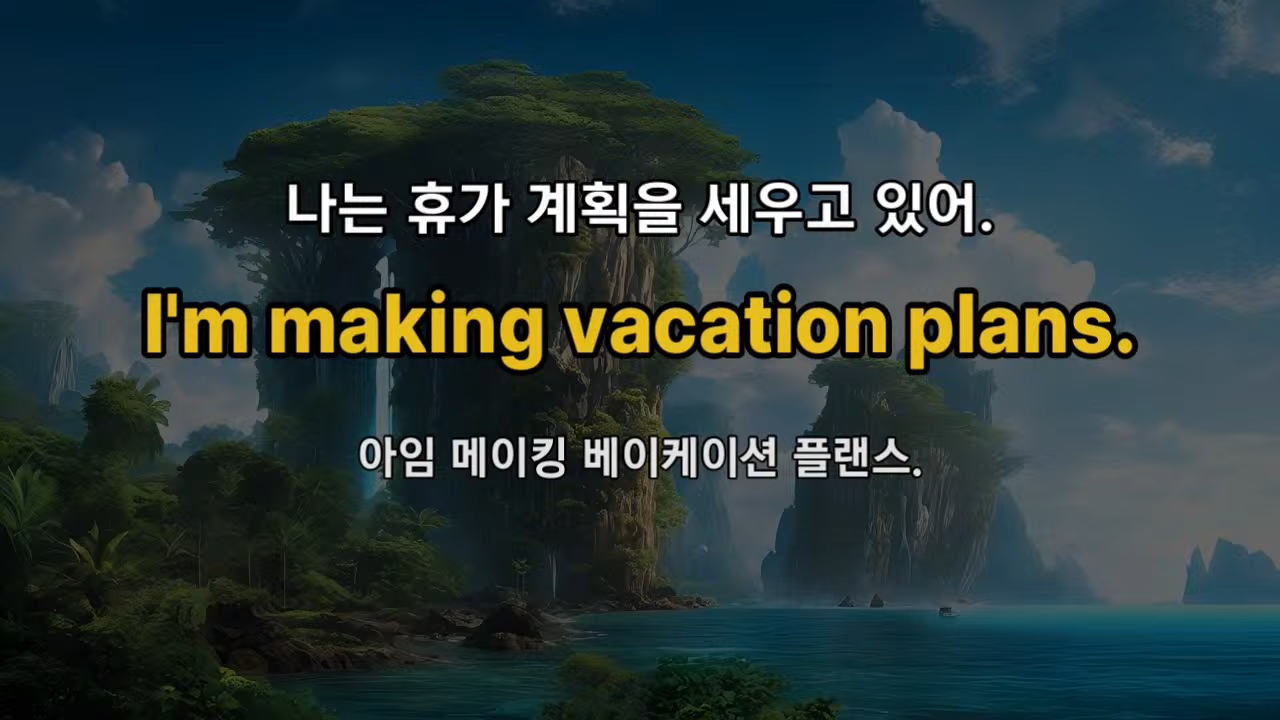 나는 휴가 계획을 세우고 있어.
I'm making vacation plans.
아임 메이킹 베이케이션 플랜스.